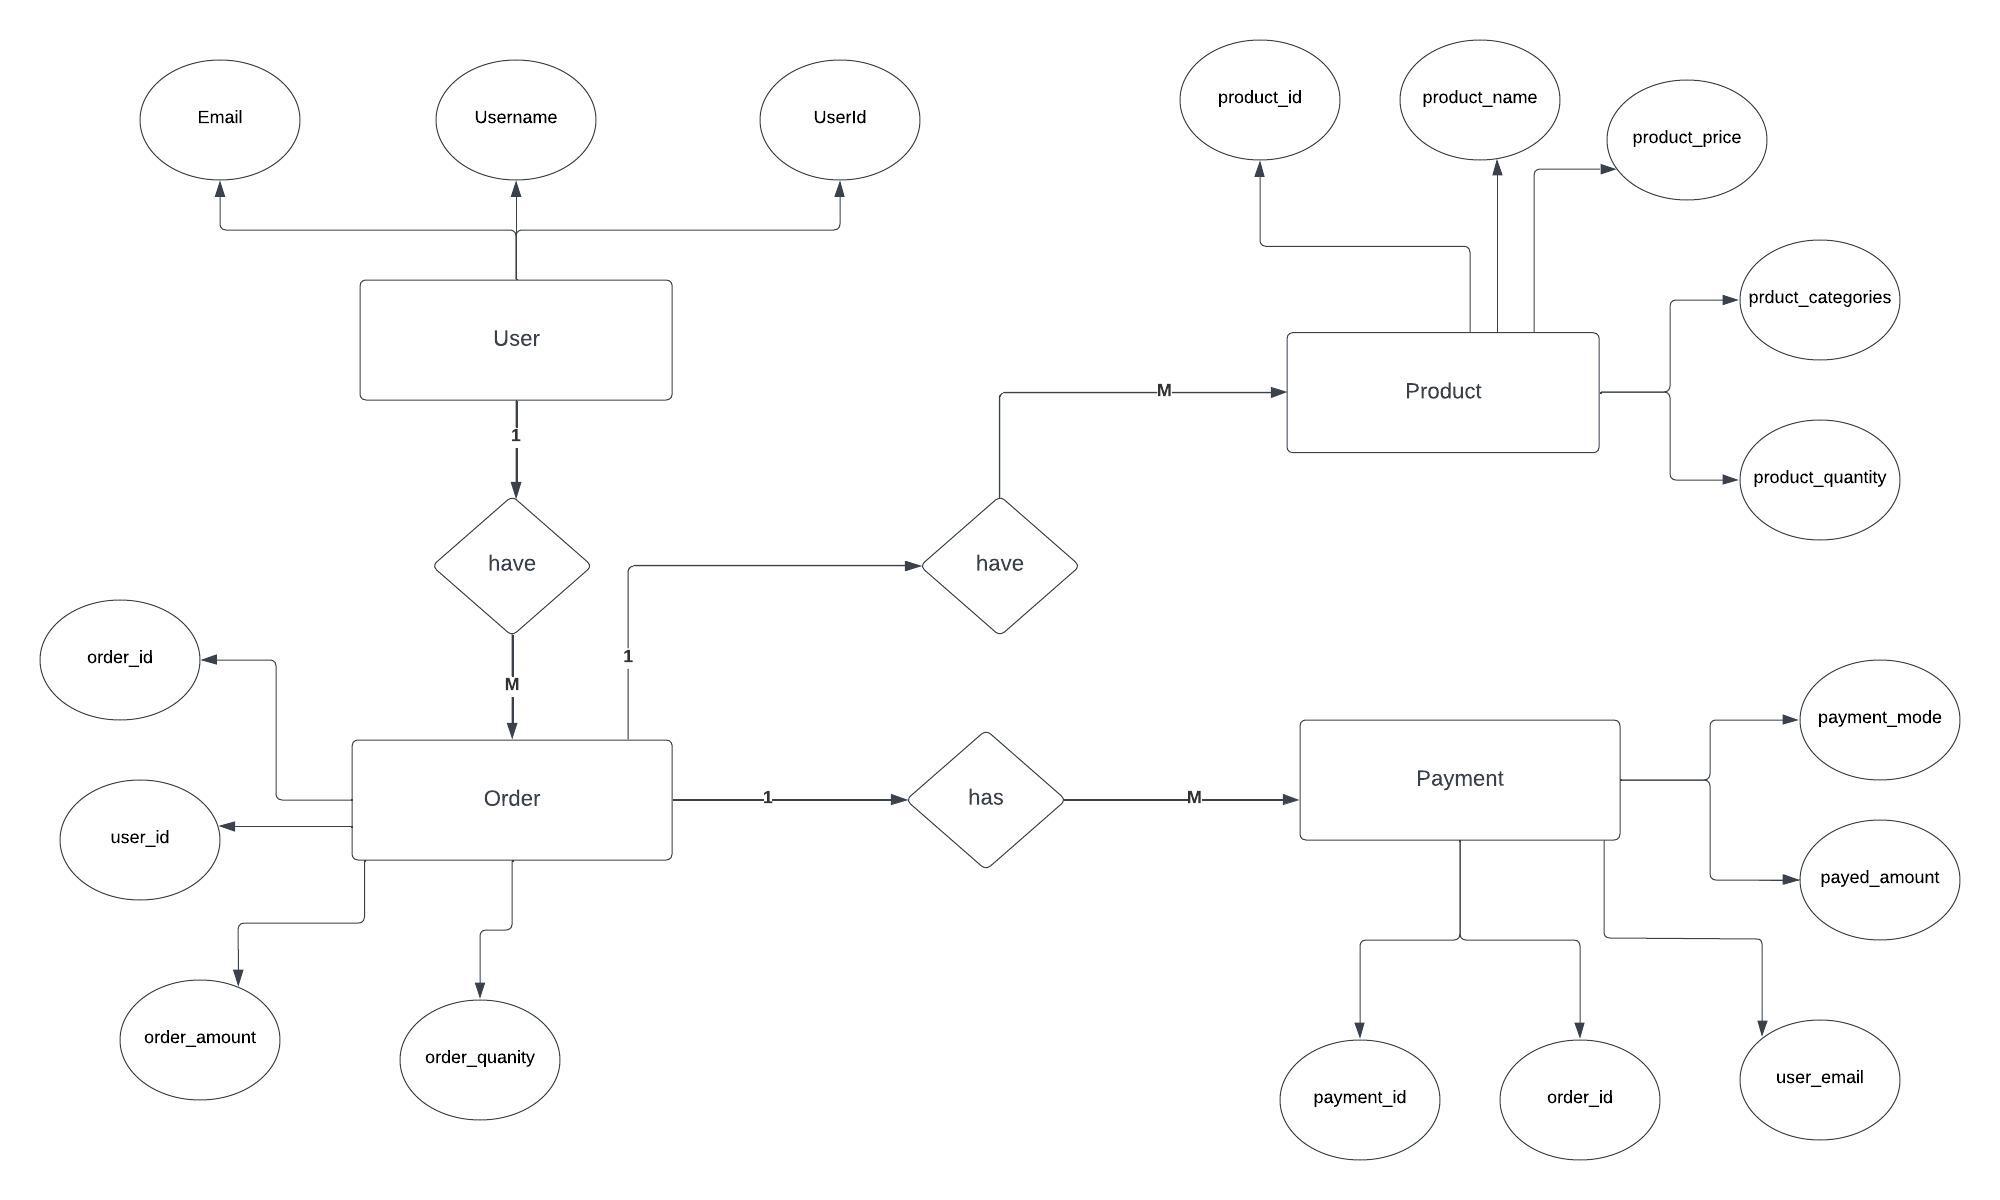 Email
Username
UserId
product_id
product_name
product_price
User
prduct_categories
Product
product_quantity
M
1
have
have
1
M
order_id
user_id
Order
1
has
M
Payment
payment_mode
payed_amount
order_amount
order_quanity
payment_id
order_id
user_email